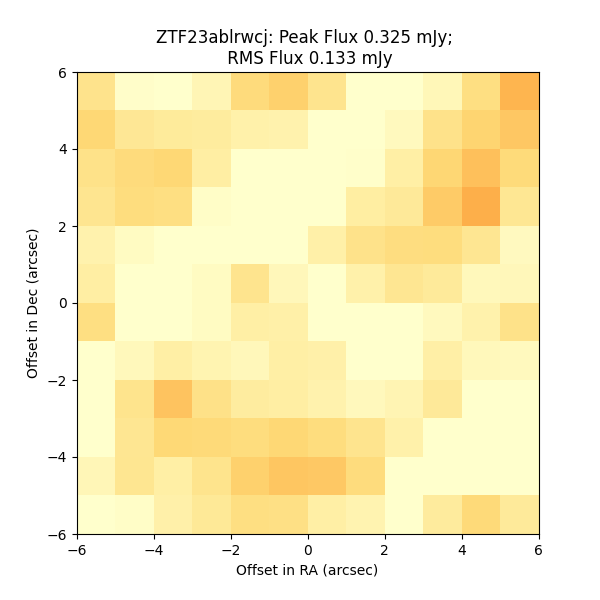 ZTF23ablrwcj: Peak Flux 0.325 mJy;
RMS Flux 0.133 mJy
6
4
2
0
−2
−4
−6
Offset in Dec (arcsec)
−6 −4 −2 0 2 4 6
Offset in RA (arcsec)